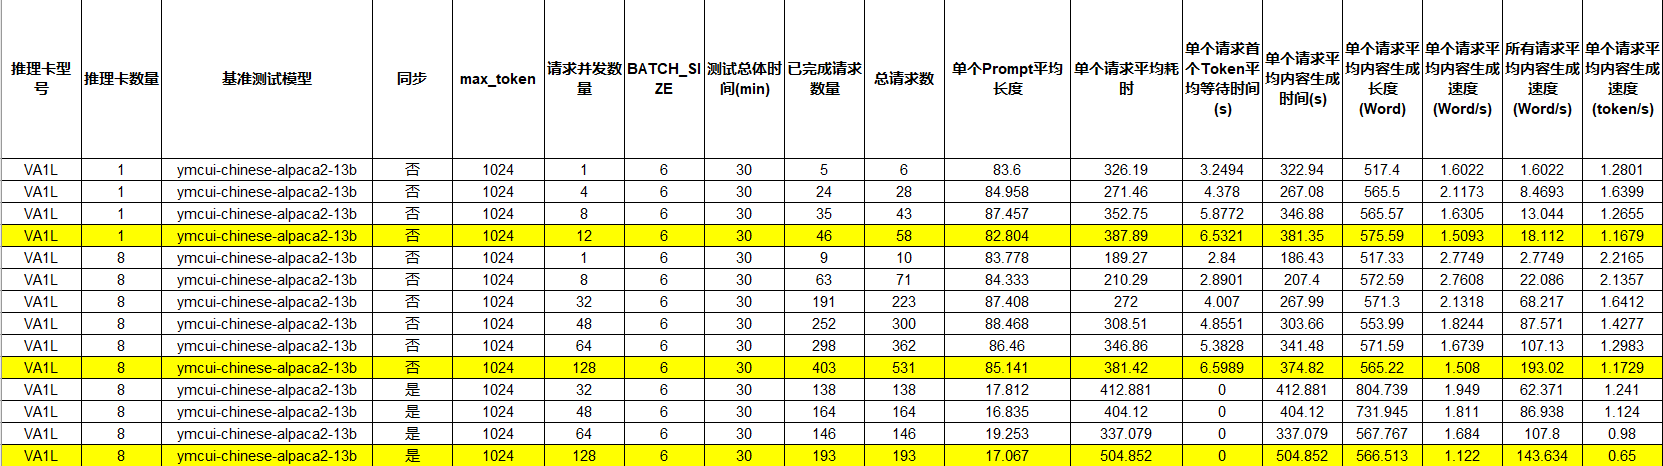 推理卡型号 推理卡数量 基准测试模型 同步 max_token 请求并发数量 BATCH_SIZE 测试总体时间(min) 已完成请求数量 总请求数 单个Prompt平均长度 单个请求平均耗时 单个请求首个Token平均等待时间(s) 单个请求平均内容生成时间(s) 单个请求平均内容生成长度(Word) 单个请求平均内容生成速度(Word/s) 所有请求平均内容生成速度(Word/s) 单个请求平均内容生成速度(token/s)
VA1L 1 ymcui-chinese-alpaca2-13b 否 1024 1 6 30 5 6 83.6 326.19 3.2494 322.94 517.4 1.6022 1.6022 1.2801
VA1L 1 ymcui-chinese-alpaca2-13b 否 1024 4 6 30 24 28 84.958 271.46 4.378 267.08 565.5 2.1173 8.4693 1.6399
VA1L 1 ymcui-chinese-alpaca2-13b 否 1024 8 6 30 35 43 87.457 352.75 5.8772 346.88 565.57 1.6305 13.044 1.2655
VA1L 1 ymcui-chinese-alpaca2-13b 否 1024 12 6 30 46 58 82.804 387.89 6.5321 381.35 575.59 1.5093 18.112 1.1679
VA1L 8 ymcui-chinese-alpaca2-13b 否 1024 1 6 30 9 10 83.778 189.27 2.84 186.43 517.33 2.7749 2.7749 2.2165
VA1L 8 ymcui-chinese-alpaca2-13b 否 1024 8 6 30 63 71 84.333 210.29 2.8901 207.4 572.59 2.7608 22.086 2.1357
VA1L 8 ymcui-chinese-alpaca2-13b 否 1024 32 6 30 191 223 87.408 272 4.007 267.99 571.3 2.1318 68.217 1.6412
VA1L 8 ymcui-chinese-alpaca2-13b 否 1024 48 6 30 252 300 88.468 308.51 4.8551 303.66 553.99 1.8244 87.571 1.4277
VA1L 8 ymcui-chinese-alpaca2-13b 否 1024 64 6 30 298 362 86.46 346.86 5.3828 341.48 571.59 1.6739 107.13 1.2983
VA1L 8 ymcui-chinese-alpaca2-13b 否 1024 128 6 30 403 531 85.141 381.42 6.5989 374.82 565.22 1.508 193.02 1.1729
VA1L 8 ymcui-chinese-alpaca2-13b 是 1024 32 6 30 138 138 17.812 412.881 0 412.881 804.739 1.949 62.371 1.241
VA1L 8 ymcui-chinese-alpaca2-13b 是 1024 48 6 30 164 164 16.835 404.12 0 404.12 731.945 1.811 86.938 1.124
VA1L 8 ymcui-chinese-alpaca2-13b 是 1024 64 6 30 146 146 19.253 337.079 0 337.079 567.767 1.684 107.8 0.98
VA1L 8 ymcui-chinese-alpaca2-13b 是 1024 128 6 30 193 193 17.067 504.852 0 504.852 566.513 1.122 143.634 0.65